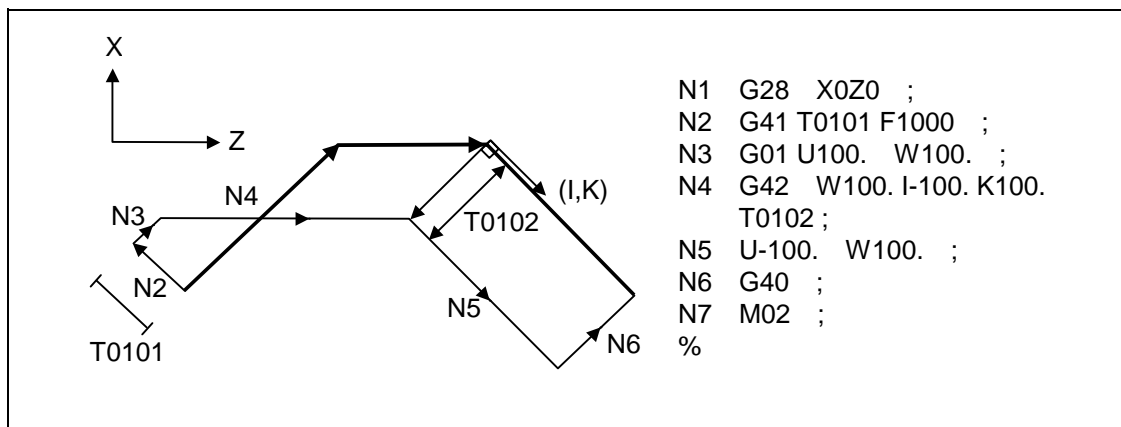 X
Z
N3
N4
(I,K)
T0102
N2
N5
N6
T0101
N1 G28 X0Z0 ;
N2 G41 T0101 F1000 ;
N3 G01 U100. W100. ;
N4 G42 W100. I-100. K100.
T0102 ;
N5 U-100. W100. ;
N6 G40 ;
N7 M02 ;
%